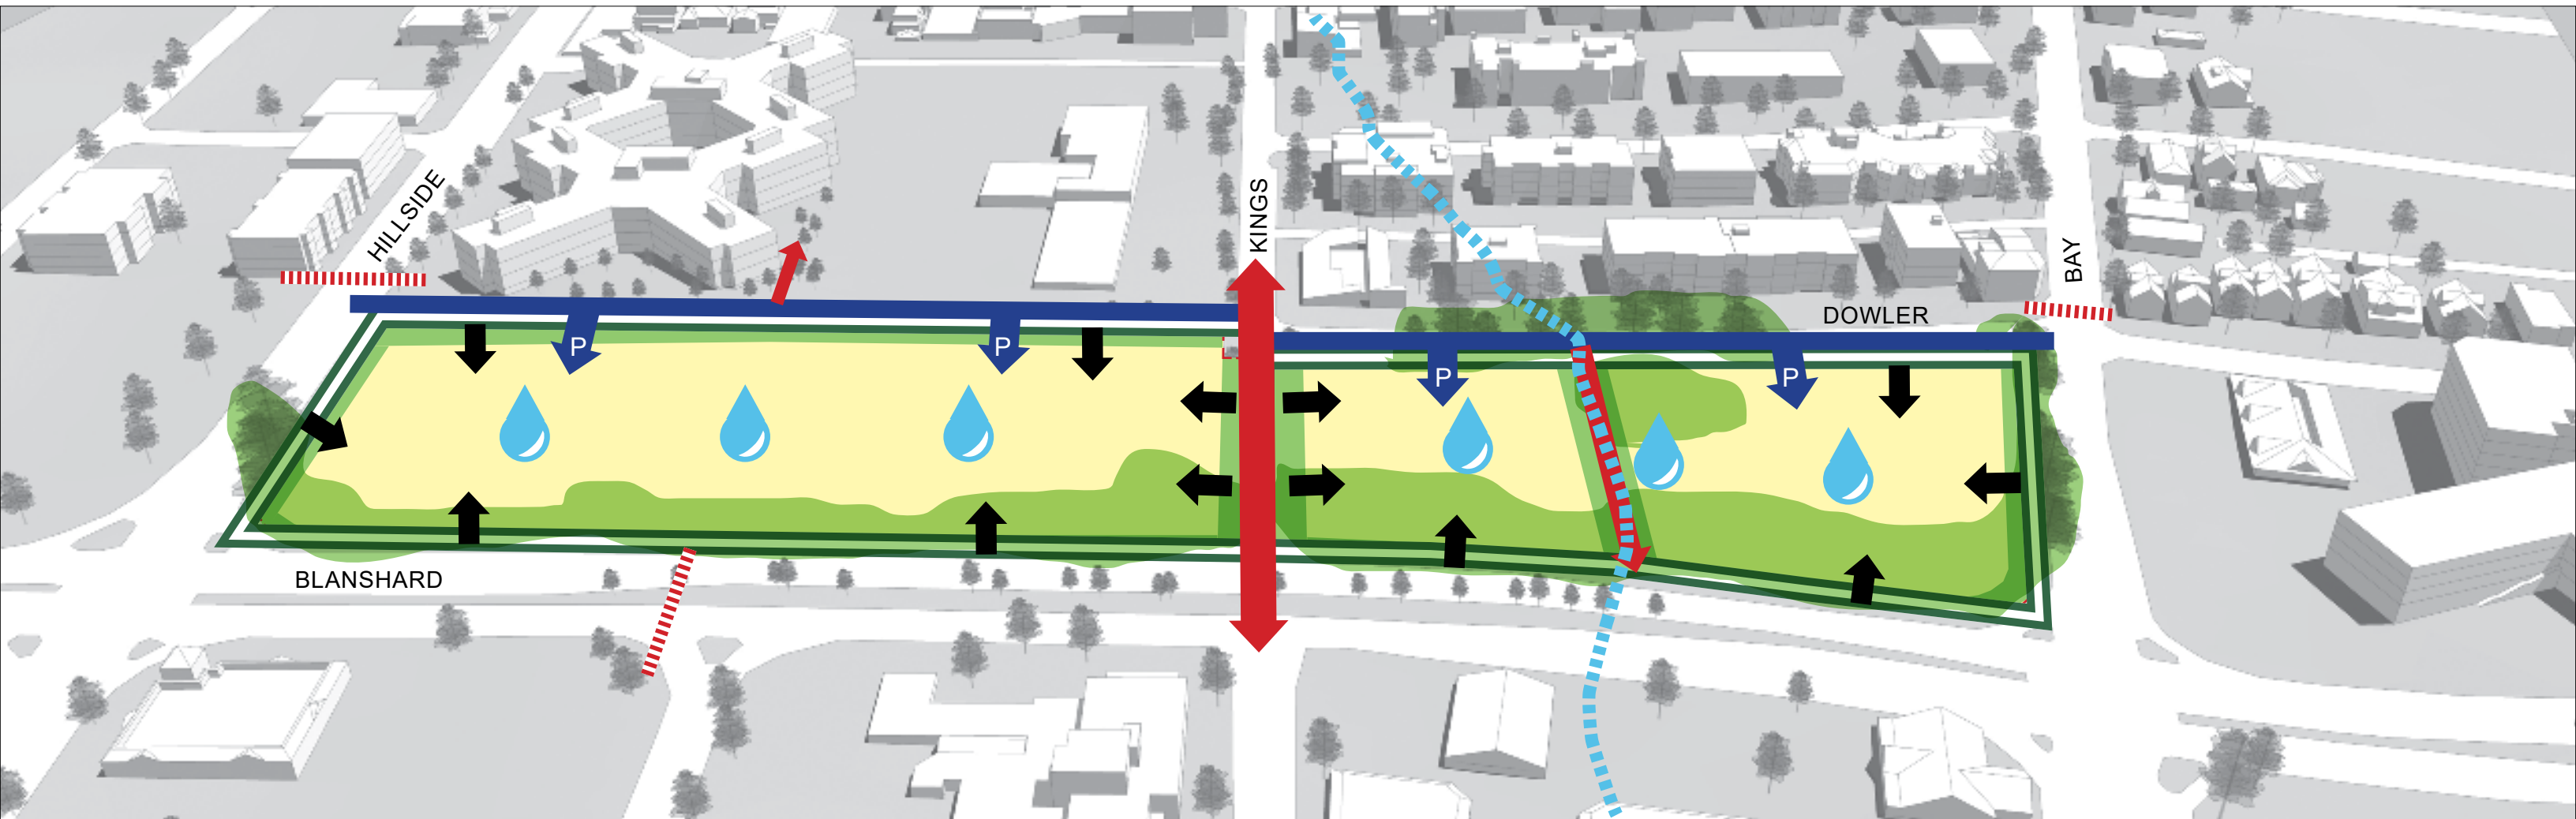 HILLSIDE
KINGS
BAY
DOWLER
P
P
P
P
BLANSHARD